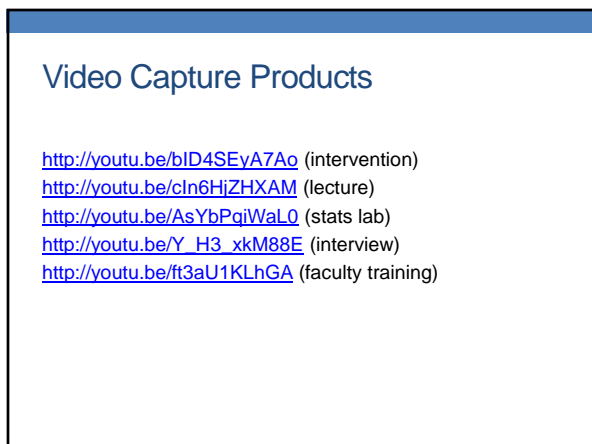 Video Capture Products
http://youtu.be/bID4SEyA7Ao (intervention)
http://youtu.be/cIn6HjZHXAM (lecture)
http://youtu.be/AsYbPqiWaL0 (stats lab)
http://youtu.be/Y_H3_xkM88E (interview)
http://youtu.be/ft3aU1KLhGA (faculty training)